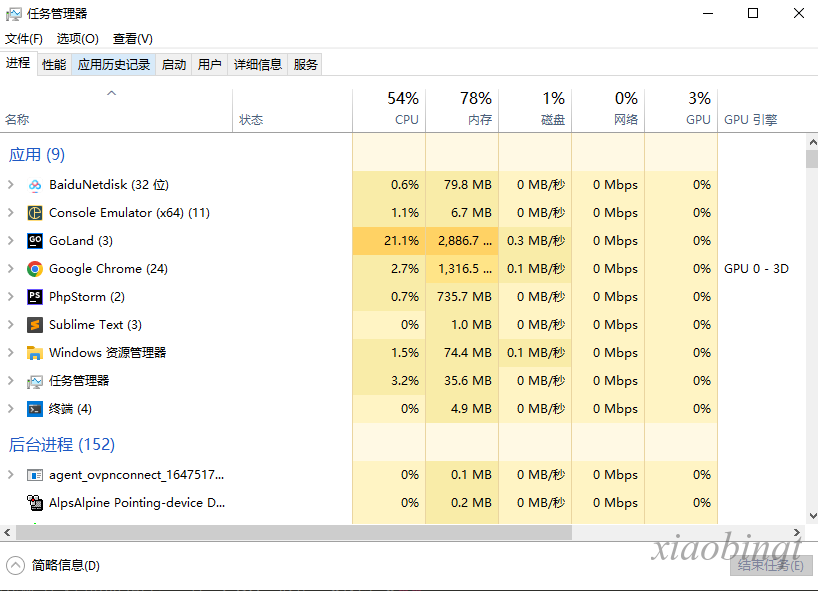 任务管理器
文件(F) 选项(O) 查看(V)
进程 性能 应用历史记录 启动 用户 详细信息 服务
54% 78% 1% 0% 3%
名称 状态 CPU 内存 磁盘 网络 GPU GPU 引擎
应用 (9)
BaiduNetdisk (32 位) 0.6% 79.8 MB 0 MB/秒 0 Mbps 0%
Console Emulator (x64) (11) 1.1% 6.7 MB 0 MB/秒 0 Mbps 0%
GO GoLand (3) 21.1% 2,886.7 ... 0.3 MB/秒 0 Mbps 0%
Google Chrome (24) 2.7% 1,316.5 ... 0.1 MB/秒 0 Mbps 0% GPU 0 - 3D
PS PhpStorm (2) 0.7% 735.7 MB 0 MB/秒 0 Mbps 0%
Sublime Text (3) 0% 1.0 MB 0 MB/秒 0 Mbps 0%
Windows 资源管理器 1.5% 74.4 MB 0.1 MB/秒 0 Mbps 0%
任务管理器 3.2% 35.6 MB 0 MB/秒 0 Mbps 0%
终端 (4) 0% 4.9 MB 0 MB/秒 0 Mbps 0%
后台进程 (152)
agent_ovpnconnect_1647517... 0% 0.1 MB 0 MB/秒 0 Mbps 0%
AlpsAlpine Pointing-device D... 0% 0.2 MB 0 MB/秒 0 Mbps 0%
xiaobinqt
简略信息(D) 结束任务(E)